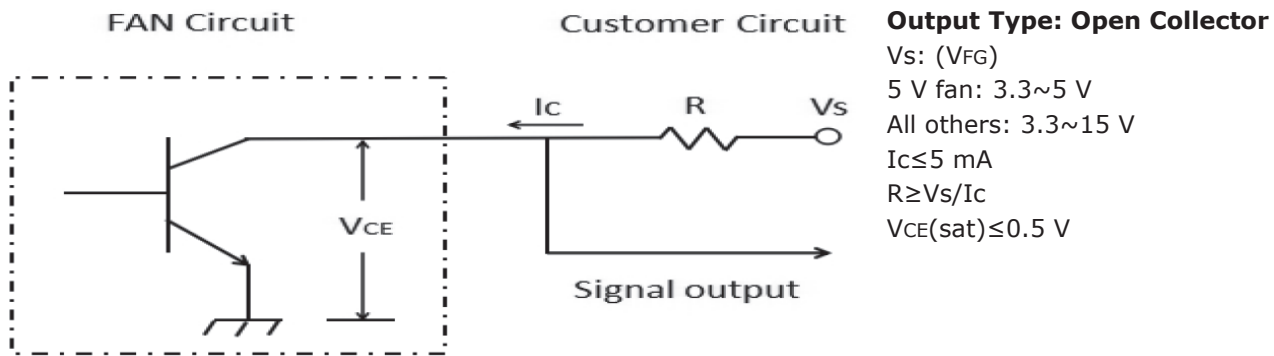 FAN Circuit
Customer Circuit
Ic
R
Vs
VCE
Signal output
Output Type: Open Collector
Vs: (VFG)
5 V fan: 3.3~5 V
All others: 3.3~15 V
Ic≤5 mA
R≥Vs/Ic
VCE(sat)≤0.5 V